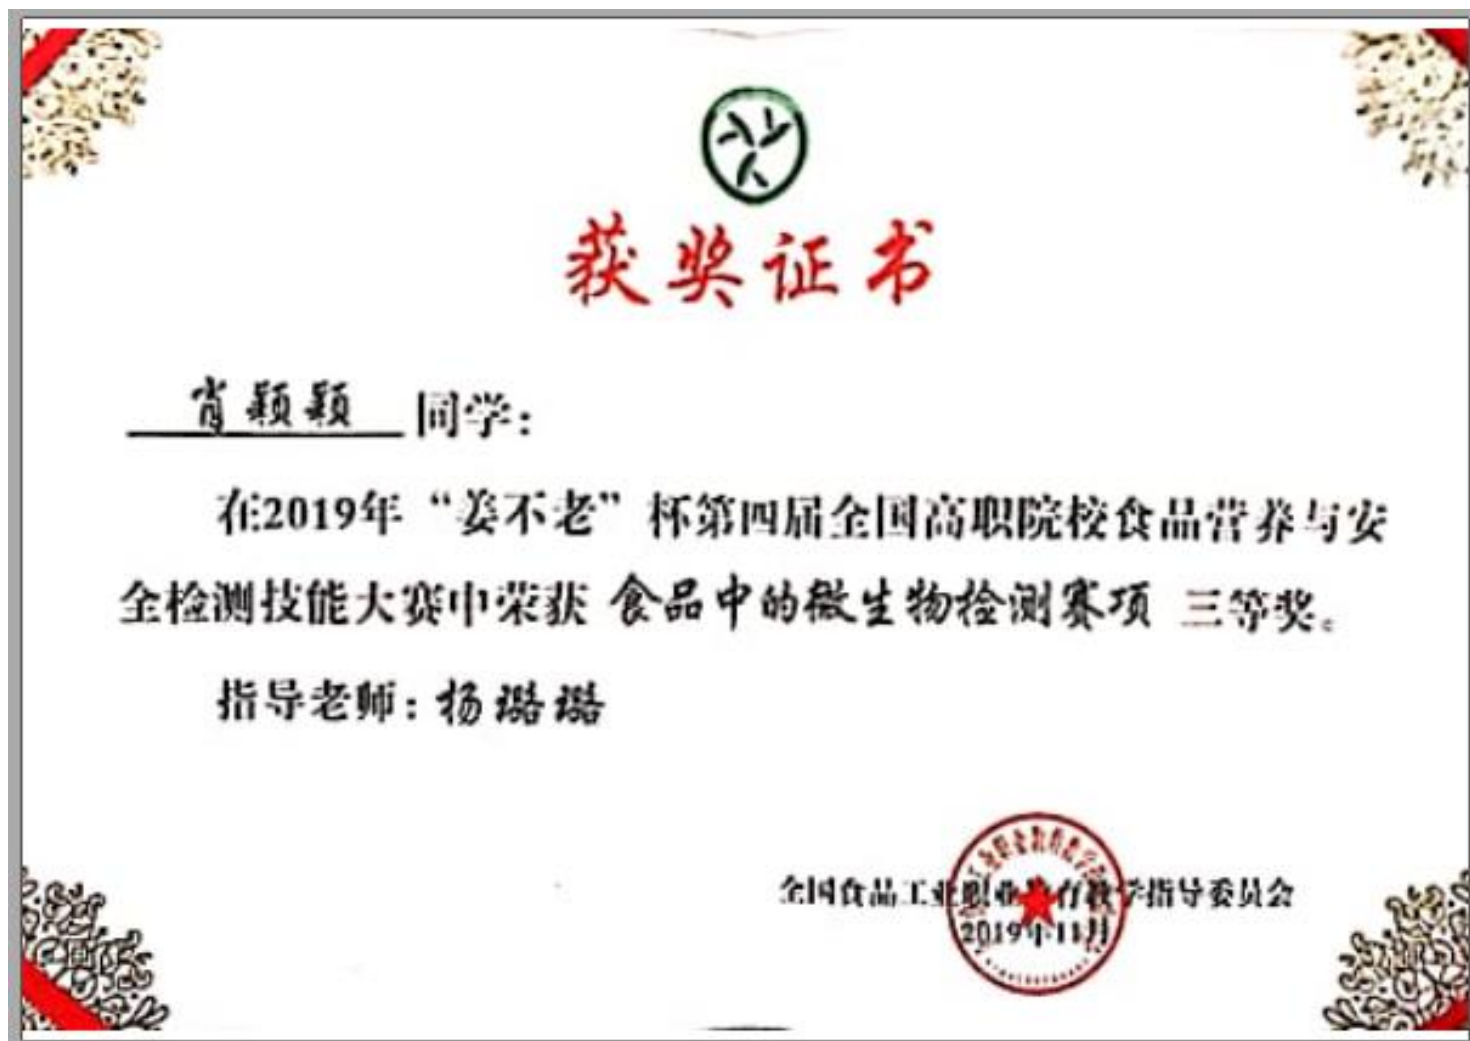 获奖证书
肖颖颖 同学：
在2019年“姜不老”杯第四届全国高职院校食品营养与安
全检测技能大赛中荣获 食品中的微生物检测赛项 三等奖。
指导老师：杨璐璐
全国食品工业职业教育教学指导委员会
2019年11月